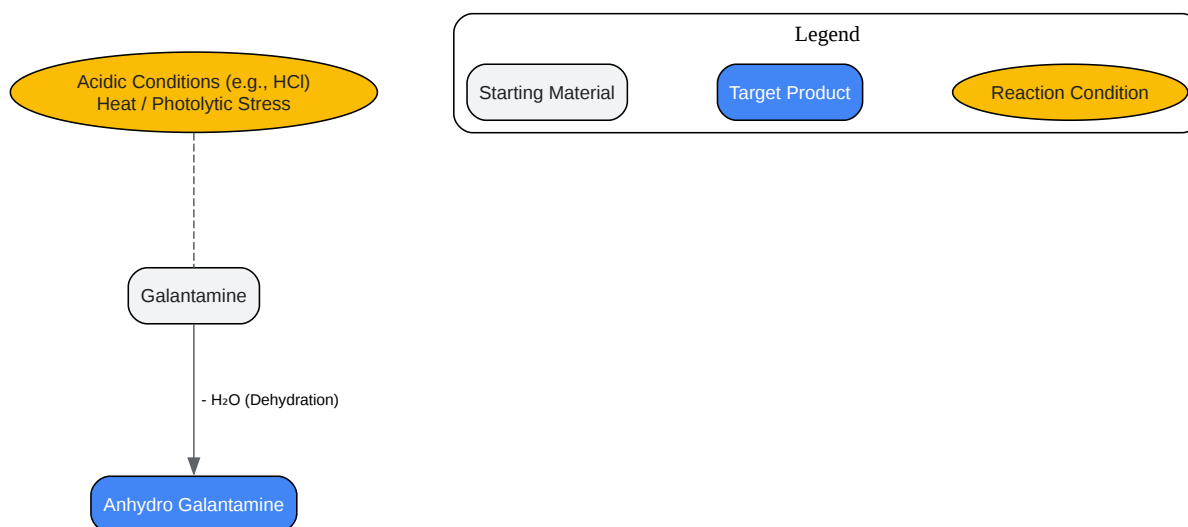 Acidic Conditions (e.g., HCl)
Heat / Photolytic Stress
Legend
Starting Material
Target Product
Reaction Condition
Galantamine
- H₂O (Dehydration)
Anhydro Galantamine